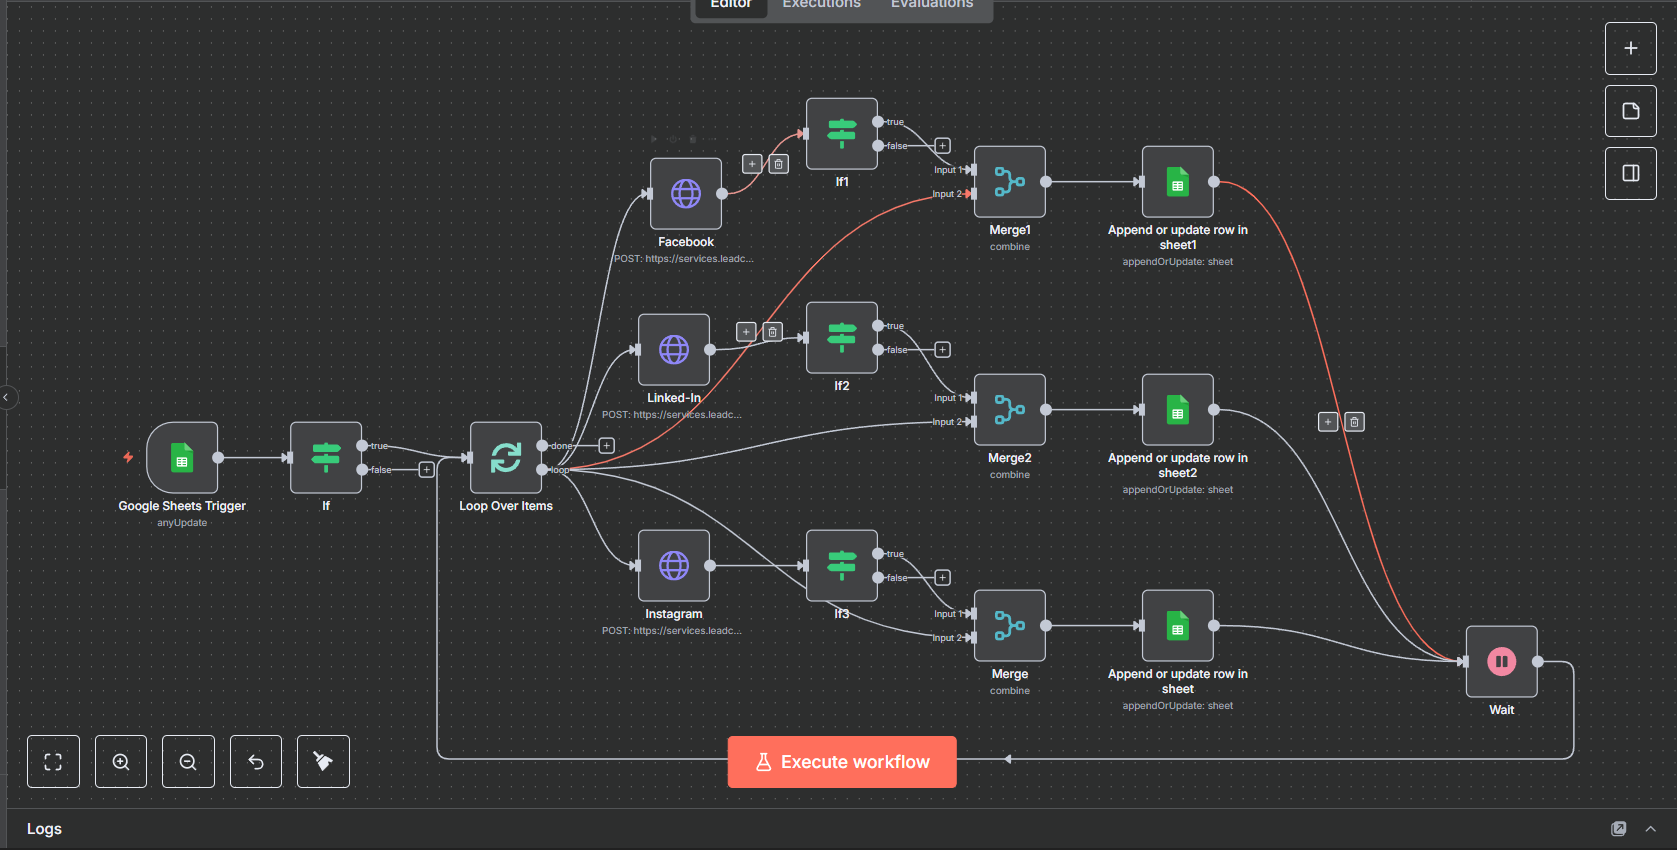 Editor
Executions
Evaluations
true
false
If1
Input 1
Input 2
Merge1
combine
Append or update row in
sheet1
appendOrUpdate: sheet
Facebook
POST: https://services.leadc...
true
false
If2
Linked-In
POST: https://services.leadc...
Input 1
Input 2
Merge2
combine
Append or update row in
sheet2
appendOrUpdate: sheet
Google Sheets Trigger
anyUpdate
true
false
If
done
loop
Loop Over Items
Instagram
POST: https://services.leadc...
true
false
If3
Input 1
Input 2
Merge
combine
Append or update row in
sheet
appendOrUpdate: sheet
Wait
Execute workflow
Logs